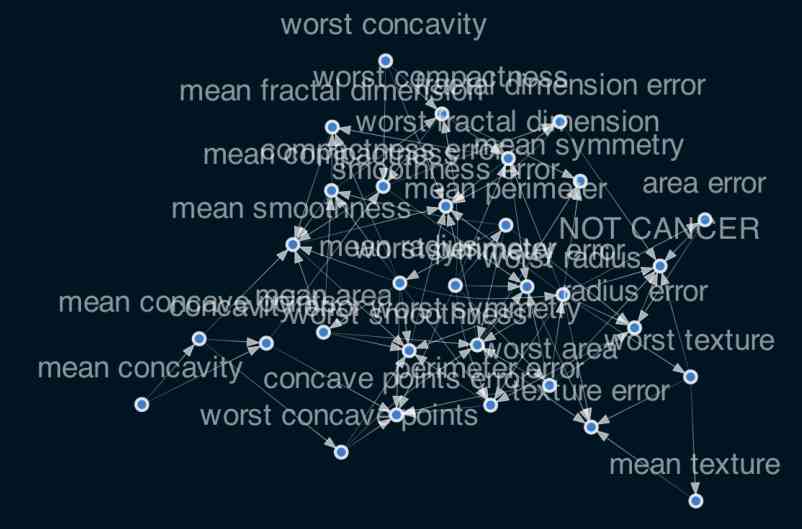 worst concavity
worst compactness
fractal dimension error
mean fractal dimension
worst fractal dimension
mean symmetry
compactness error
mean compactness
smoothness error
area error
mean perimeter
mean smoothness
NOT CANCER
mean radius
worst perimeter
symmetry error
worst radius
mean area
radius error
mean concave points
concavity error
worst symmetry
worst smoothness
worst texture
worst area
mean concavity
perimeter error
concave points error
texture error
worst concave points
mean texture